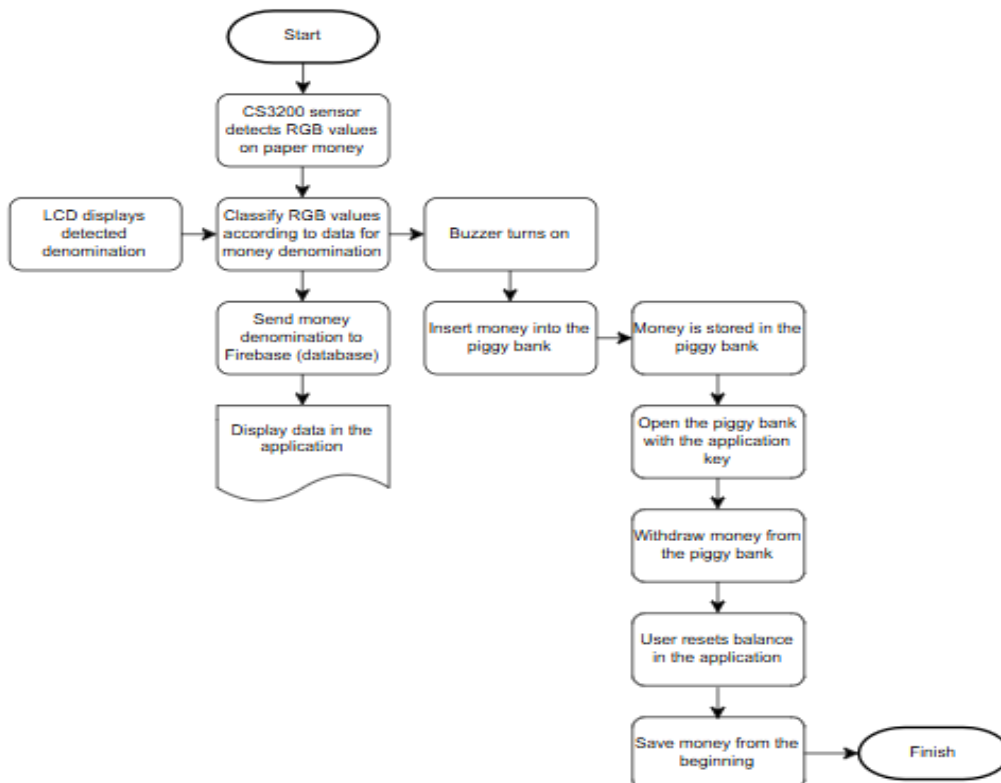 Start
CS3200 sensor
detects RGB values
on paper money
LCD displays
detected
denomination
Classify RGB values
according to data for
money denomination
Buzzer turns on
Send money
denomination to
Firebase (database)
Insert money into the
piggy bank
Money is stored in the
piggy bank
Display data in the
application
Open the piggy bank
with the application
key
Withdraw money from
the piggy bank
User resets balance
in the application
Save money from the
beginning
Finish